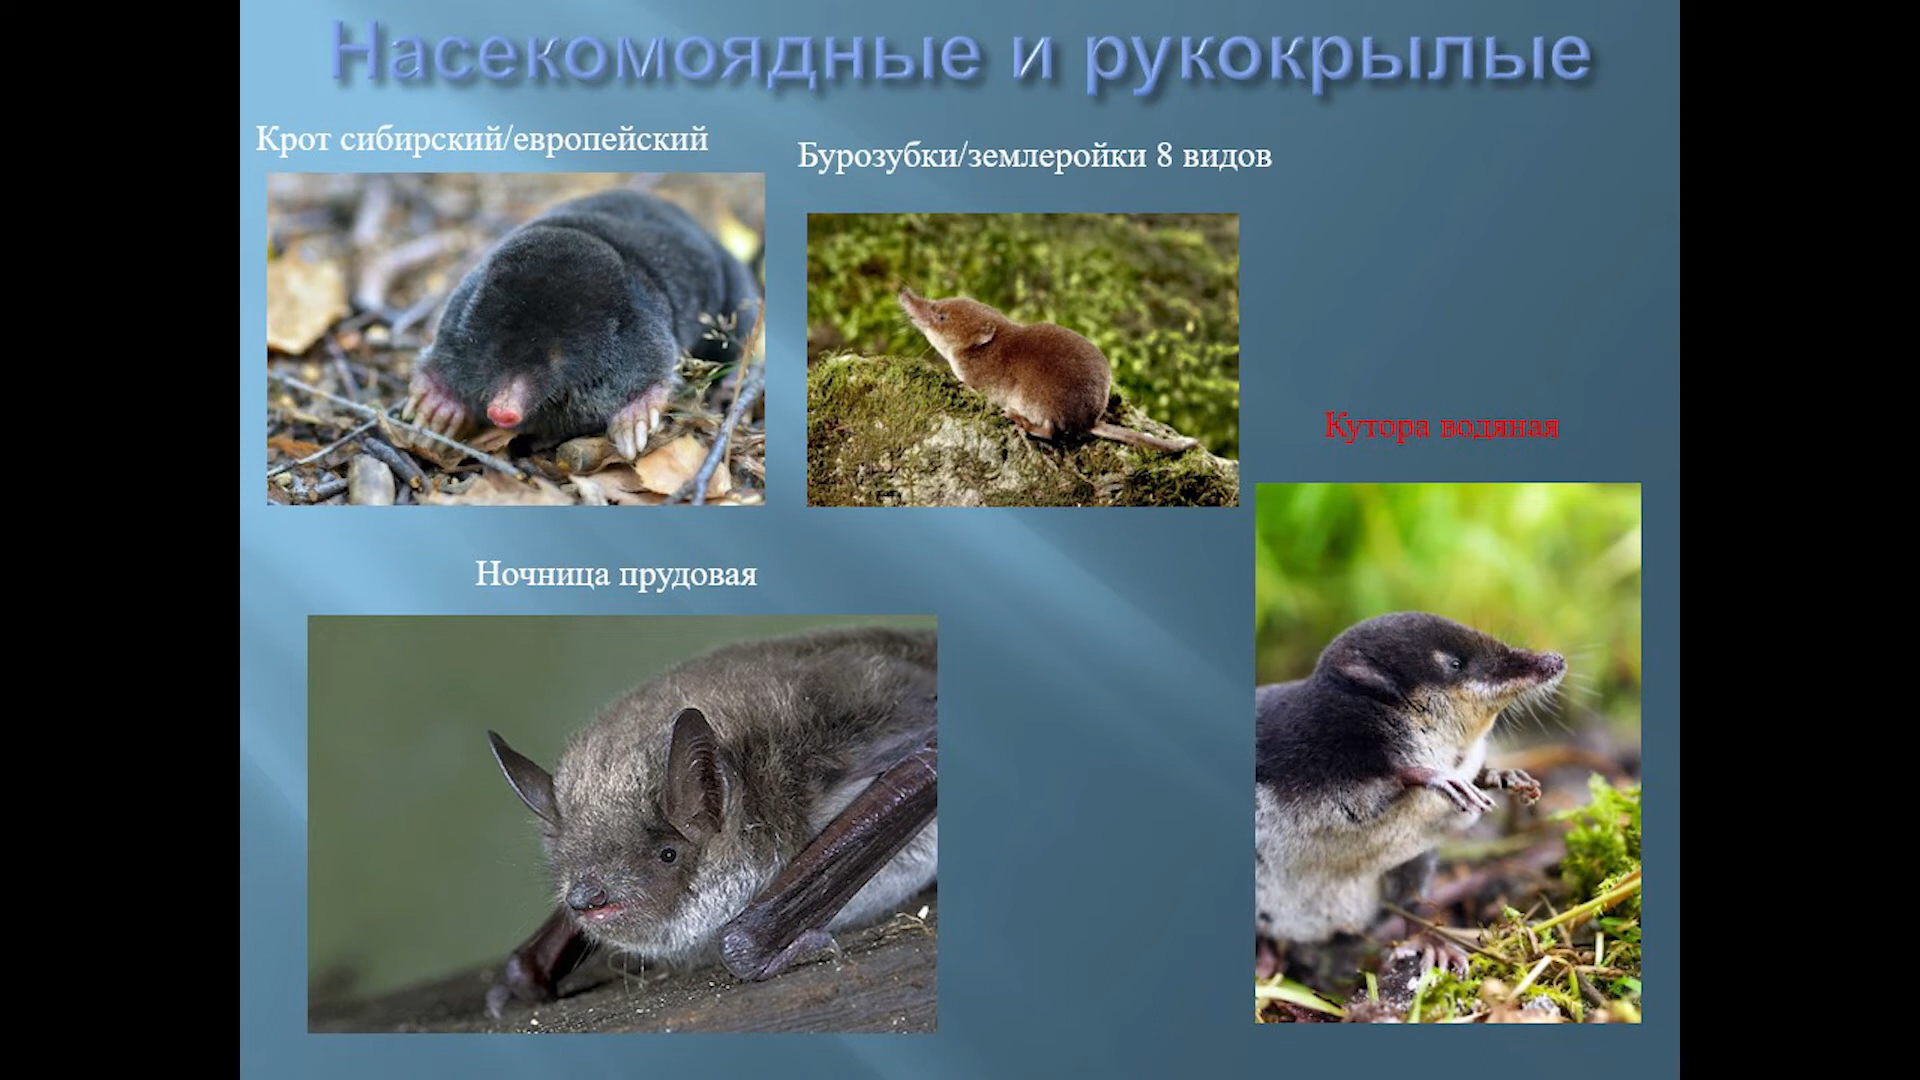 Насекомоядные и рукокрылые
Крот сибирский/европейский
Бурозубки/землеройки 8 видов
Кутора водяная
Ночница прудовая